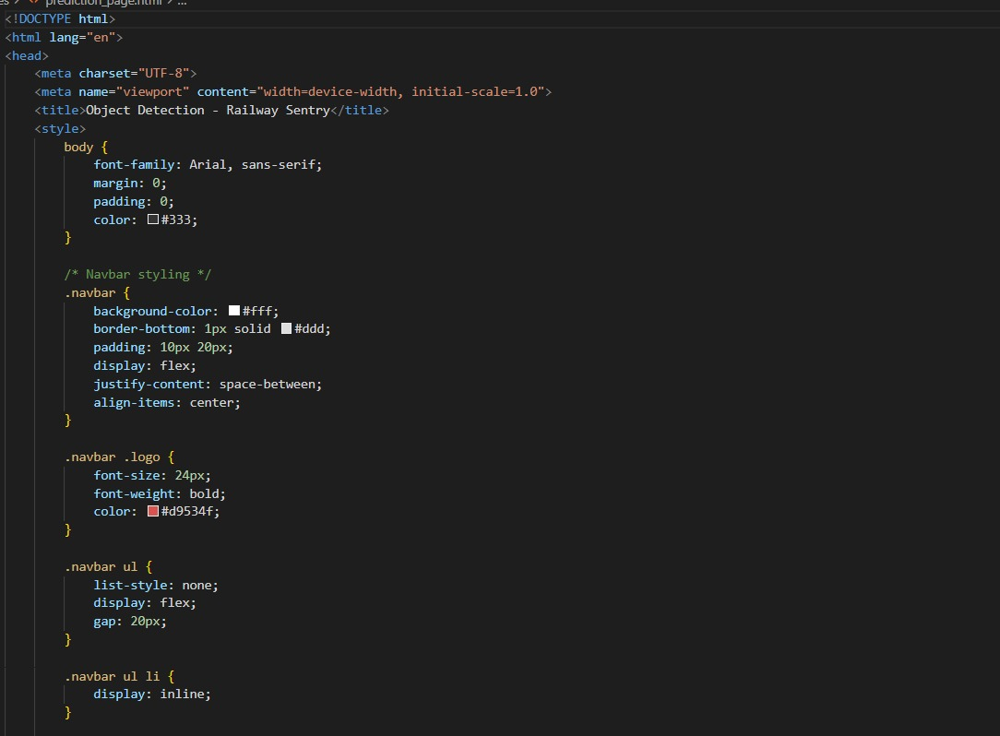 es > <> prediction_page.html > ...
<!DOCTYPE html>
<html lang="en">
<head>
    <meta charset="UTF-8">
    <meta name="viewport" content="width=device-width, initial-scale=1.0">
    <title>Object Detection - Railway Sentry</title>
    <style>
        body {
            font-family: Arial, sans-serif;
            margin: 0;
            padding: 0;
            color: #333;
        }

        /* Navbar styling */
        .navbar {
            background-color: #fff;
            border-bottom: 1px solid #ddd;
            padding: 10px 20px;
            display: flex;
            justify-content: space-between;
            align-items: center;
        }

        .navbar .logo {
            font-size: 24px;
            font-weight: bold;
            color: #d9534f;
        }

        .navbar ul {
            list-style: none;
            display: flex;
            gap: 20px;
        }

        .navbar ul li {
            display: inline;
        }